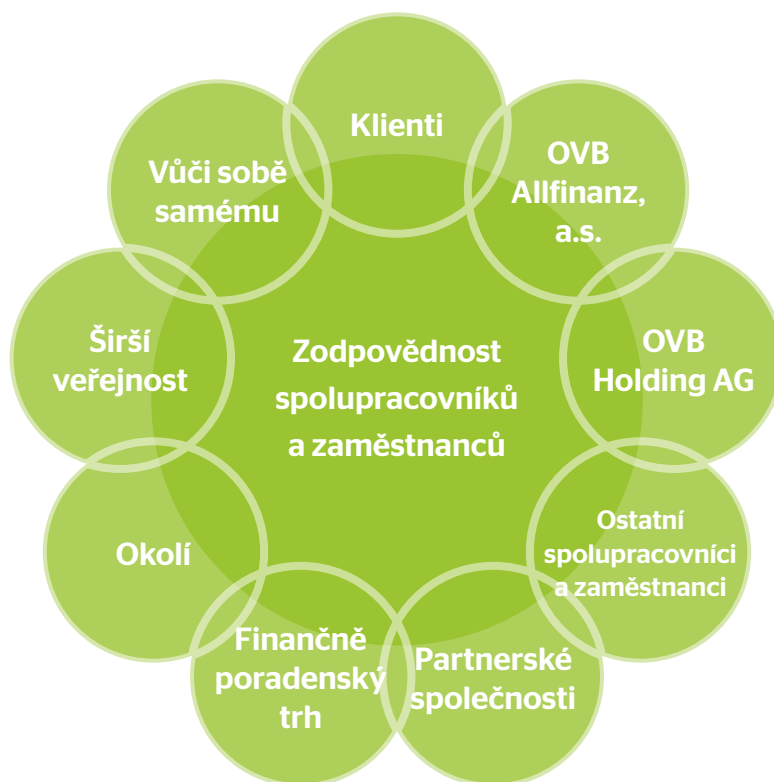 Klienti
OVB
Allfinanz,
a.s.
OVB
Holding AG
Ostatní
spolupracovníci
a zaměstnanci
Partnerské
společnosti
Finančně
poradenský
trh
Okolí
Širší
veřejnost
Vůči sobě
samému
Zodpovědnost
spolupracovníků
a zaměstnanců